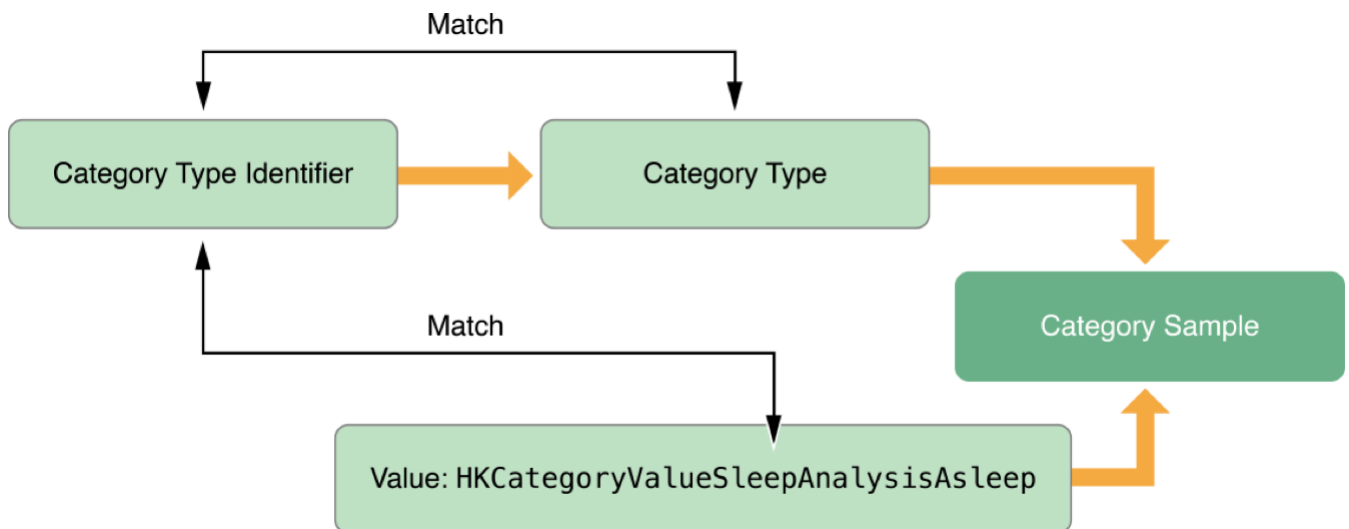 Match
Category Type Identifier
Category Type
Category Sample
Match
Value: HKCategoryValueSleepAnalysisAsleep